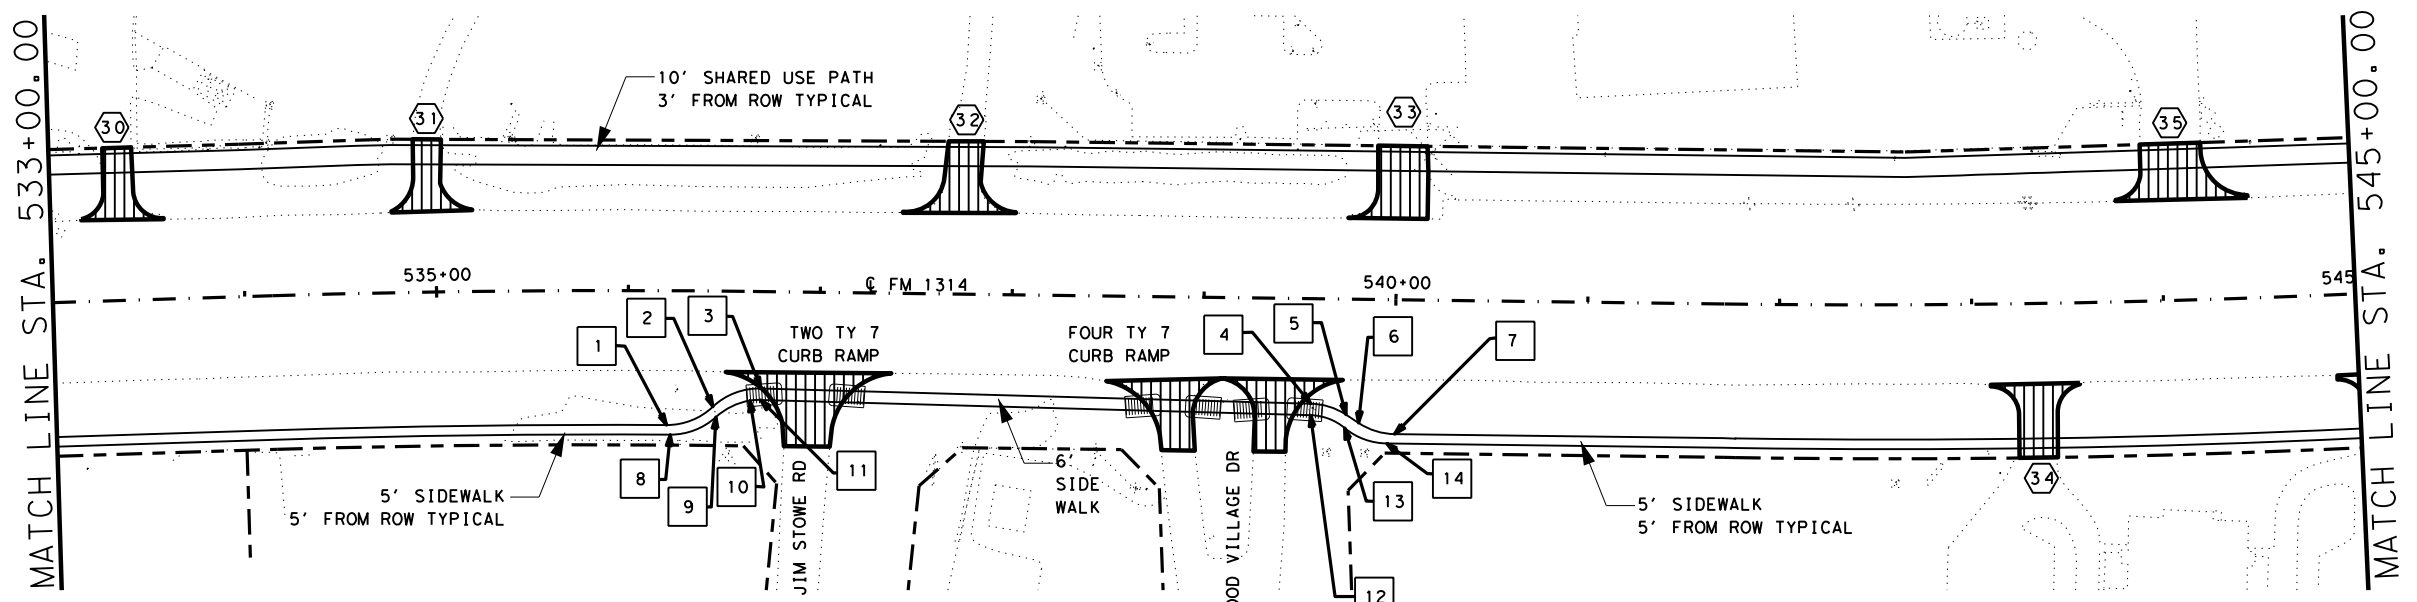 MATCH LINE STA. 533+00.00
10' SHARED USE PATH
3' FROM ROW TYPICAL
30
31
32
33
35
535+00
℄ FM 1314
540+00
545
1
2
3
TWO TY 7
CURB RAMP
FOUR TY 7
CURB RAMP
4
5
6
7
8
9
10
11
5' SIDEWALK
5' FROM ROW TYPICAL
JIM STOWE RD
6'
SIDE
WALK
VILLAGE DR
12
13
14
5' SIDEWALK
5' FROM ROW TYPICAL
34
MATCH LINE STA. 545+00.00